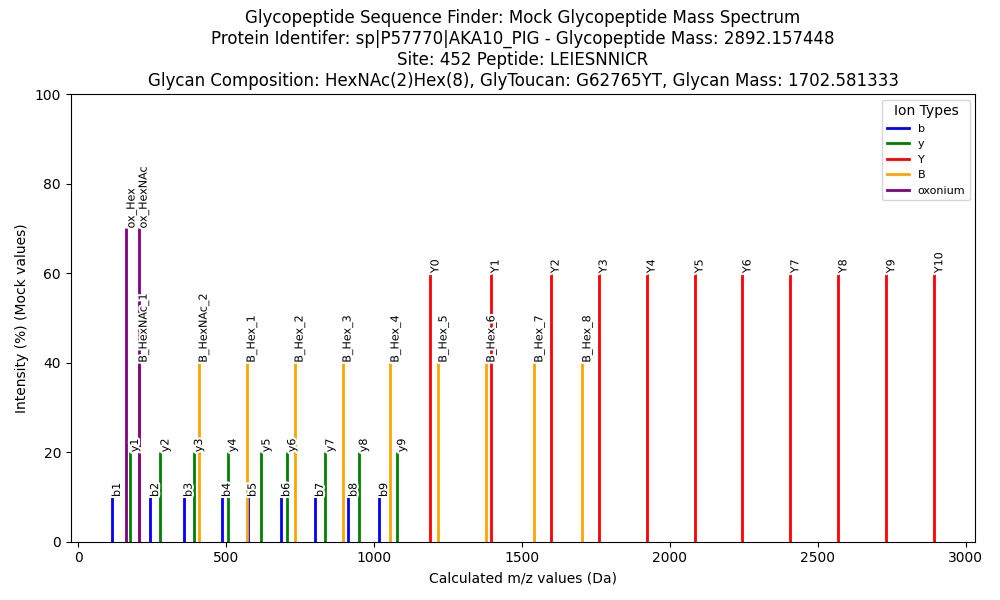 Glycopeptide Sequence Finder: Mock Glycopeptide Mass Spectrum
Protein Identifer: sp|P57770|AKA10_PIG - Glycopeptide Mass: 2892.157448
Site: 452 Peptide: LEIESNNICR
Glycan Composition: HexNAc(2)Hex(8), GlyToucan: G62765YT, Glycan Mass: 1702.581333
Intensity (%) (Mock values)
100
80
60
40
20
0
Ion Types
b
y
Y
B
oxonium
ox_Hex
ox_HexNAc
Y0
Y1
Y2
Y3
Y4
Y5
Y6
Y7
Y8
Y9
Y10
B_HexNAc_1
B_HexNAc_2
B_Hex_1
B_Hex_2
B_Hex_3
B_Hex_4
B_Hex_5
B_Hex_6
B_Hex_7
B_Hex_8
y1
y2
y3
y4
y5
y6
y7
y8
y9
b1
b2
b3
b4
b5
b6
b7
b8
b9
0
500
1000
1500
2000
2500
3000
Calculated m/z values (Da)